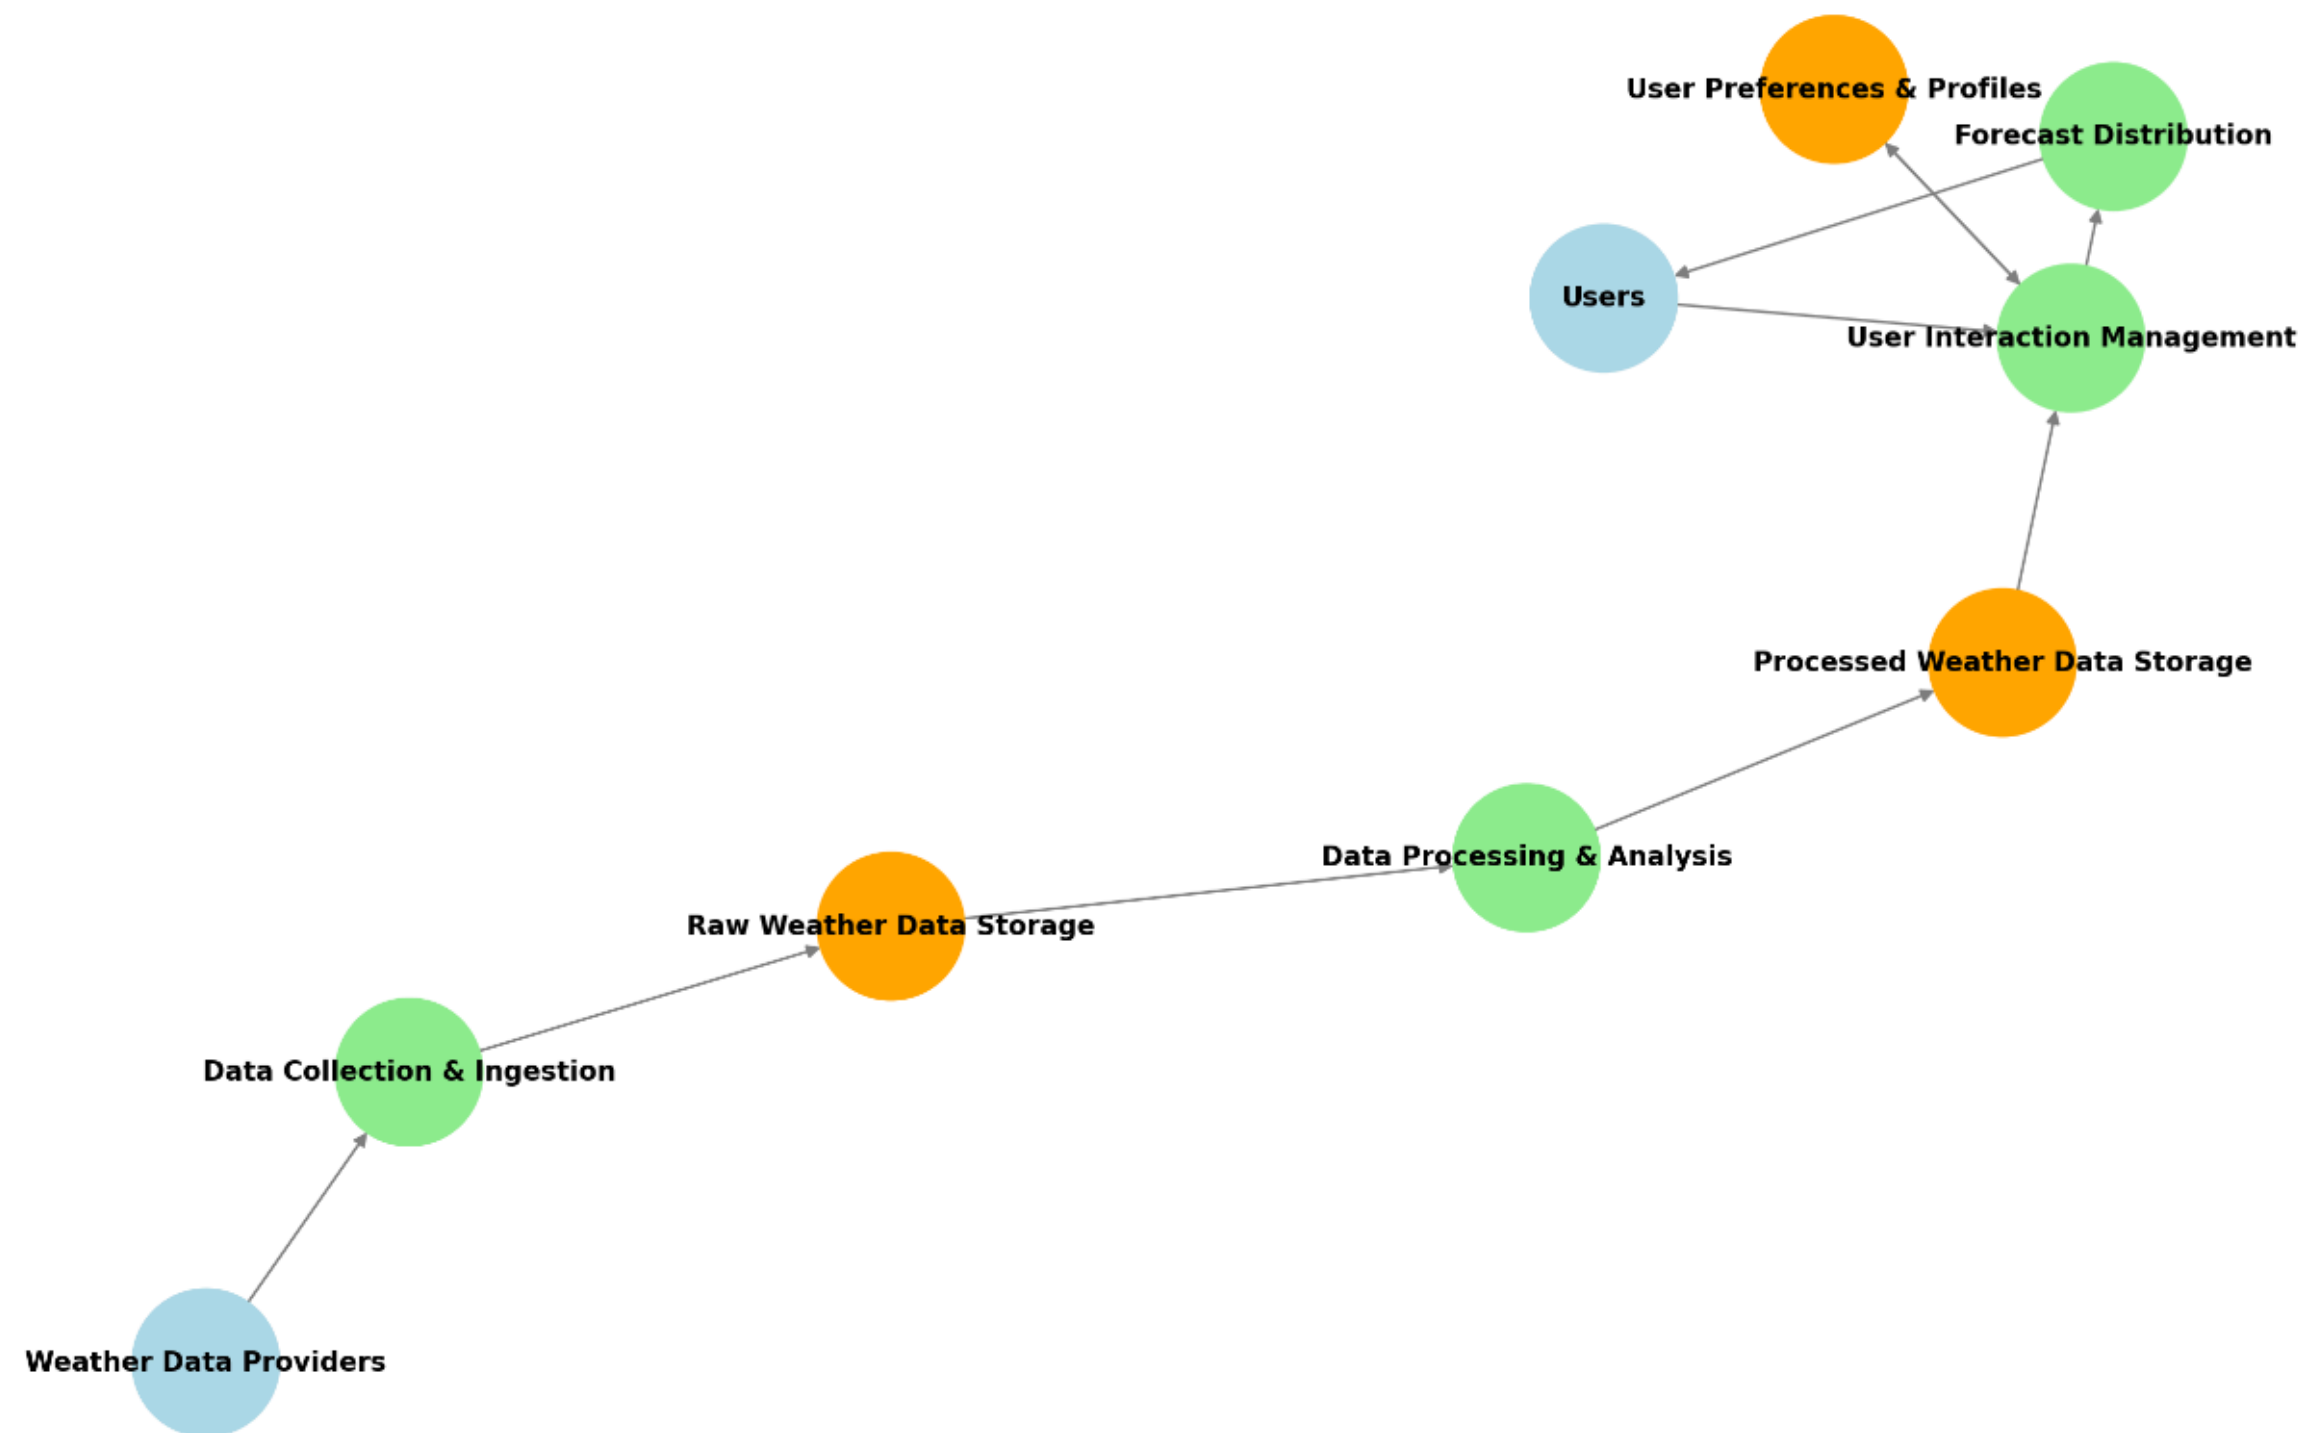 User Preferences & Profiles
Forecast Distribution
Users
User Interaction Management
Processed Weather Data Storage
Data Processing & Analysis
Raw Weather Data Storage
Data Collection & Ingestion
Weather Data Providers